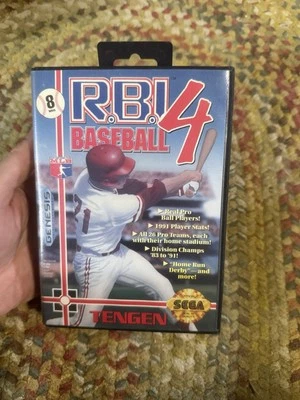 8
R.B.I. 4
BASEBALL
GENESIS
21
▸ Real Pro
Ball Players!
▸ 1991 Player Stats!
▸ All 26 Pro Teams, each
with their home stadium!
▸ Division Champs
'83 to '91!
▸ "Home Run
Derby"—and
more!
SEGA
TENGEN